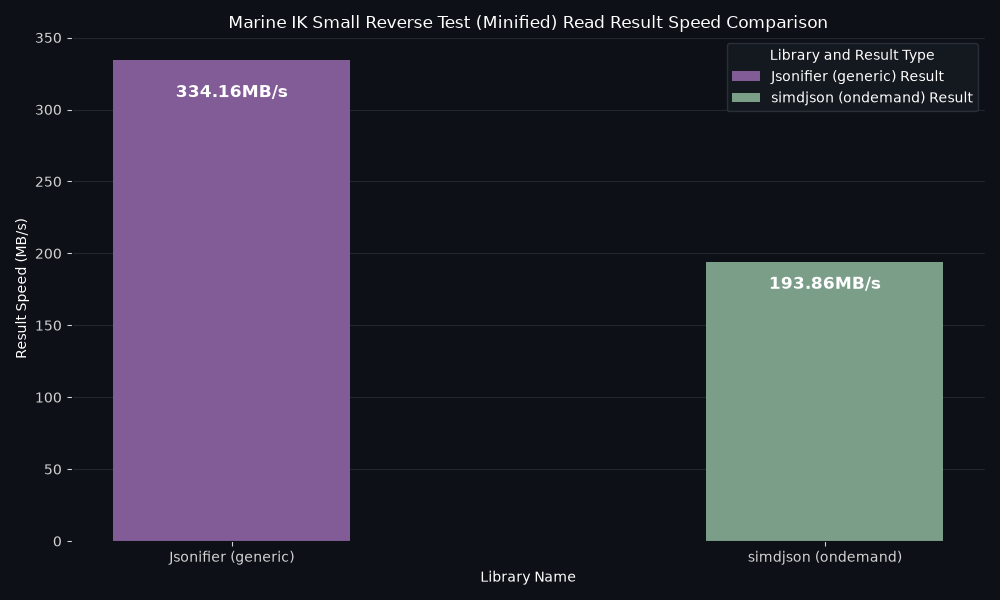 Marine IK Small Reverse Test (Minified) Read Result Speed Comparison
Library and Result Type
Jsonifier (generic) Result
simdjson (ondemand) Result
334.16MB/s
193.86MB/s
Result Speed (MB/s)
350
300
250
200
150
100
50
0
Jsonifier (generic)
simdjson (ondemand)
Library Name